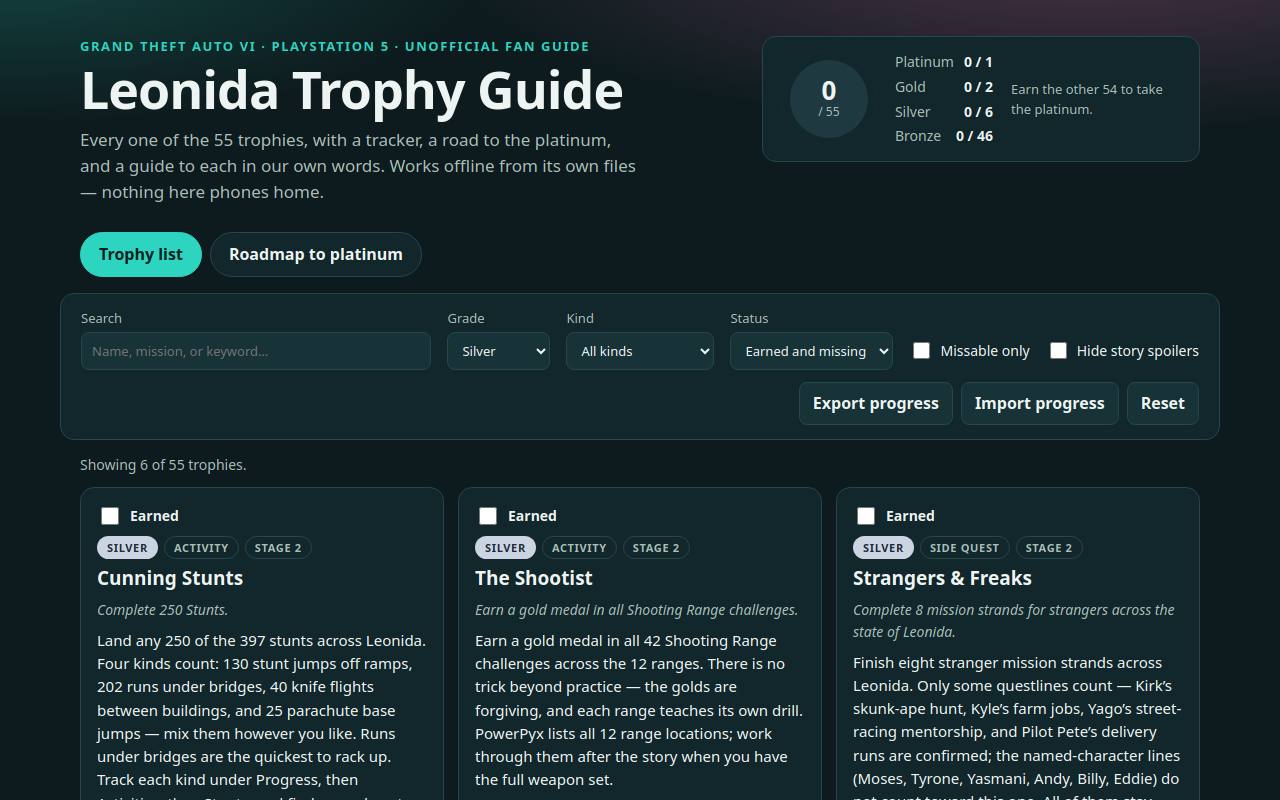 GRAND THEFT AUTO VI · PLAYSTATION 5 · UNOFFICIAL FAN GUIDE
Leonida Trophy Guide
Every one of the 55 trophies, with a tracker, a road to the platinum,
and a guide to each in our own words. Works offline from its own files
— nothing here phones home.
0
/ 55
Platinum 0 / 1
Gold 0 / 2
Silver 0 / 6
Bronze 0 / 46
Earn the other 54 to take
the platinum.
Trophy list
Roadmap to platinum
Search
Name, mission, or keyword...
Grade
Silver
Kind
All kinds
Status
Earned and missing
Missable only
Hide story spoilers
Export progress
Import progress
Reset
Showing 6 of 55 trophies.
Earned
SILVER ACTIVITY STAGE 2
Cunning Stunts
Complete 250 Stunts.
Land any 250 of the 397 stunts across Leonida.
Four kinds count: 130 stunt jumps off ramps,
202 runs under bridges, 40 knife flights
between buildings, and 25 parachute base
jumps — mix them however you like. Runs
under bridges are the quickest to rack up.
Track each kind under Progress, then
Earned
SILVER ACTIVITY STAGE 2
The Shootist
Earn a gold medal in all Shooting Range challenges.
Earn a gold medal in all 42 Shooting Range
challenges across the 12 ranges. There is no
trick beyond practice — the golds are
forgiving, and each range teaches its own drill.
PowerPyx lists all 12 range locations; work
through them after the story when you have
the full weapon set.
Earned
SILVER SIDE QUEST STAGE 2
Strangers & Freaks
Complete 8 mission strands for strangers across the
state of Leonida.
Finish eight stranger mission strands across
Leonida. Only some questlines count — Kirk's
skunk-ape hunt, Kyle's farm jobs, Yago's street-
racing mentorship, and Pilot Pete's delivery
runs are confirmed; the named-character lines
(Moses, Tyrone, Yasmani, Andy, Billy, Eddie) do